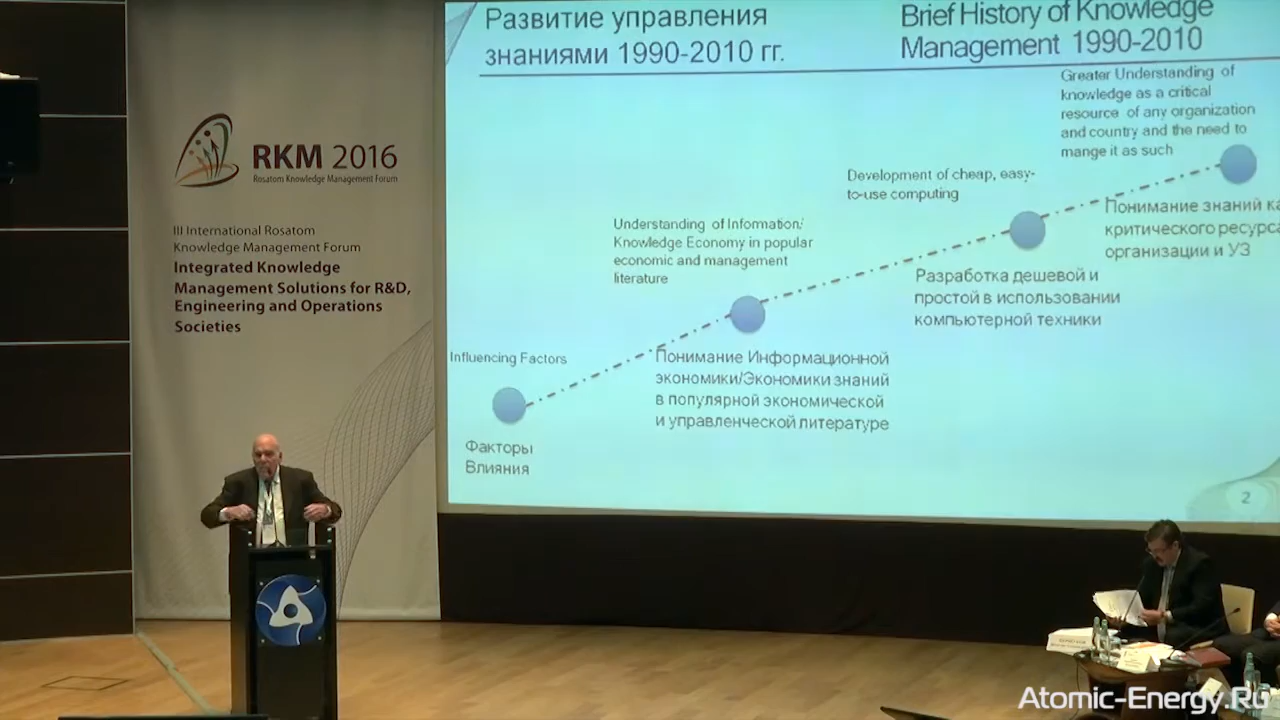 RKM 2016
Rosatom Knowledge Management Forum
III International Rosatom
Knowledge Management Forum
Integrated Knowledge
Management Solutions for R&D,
Engineering and Operations
Societies
Развитие управления
знаниями 1990-2010 гг.
Brief History of Knowledge
Management 1990-2010
Greater Understanding of
knowledge as a critical
resource of any organization
and country and the need to
mange it as such
Development of cheap, easy-
to-use computing
Understanding of Information/
Knowledge Economy in popular
economic and management
literature
Influencing Factors
Понимание знаний ка
критического ресурса
организации и УЗ
Разработка дешевой и
простой в использовании
компьютерной техники
Понимание Информационной
экономики/Экономики знаний
в популярной экономической
и управленческой литературе
Факторы
Влияния
2
Atomic-Energy.Ru